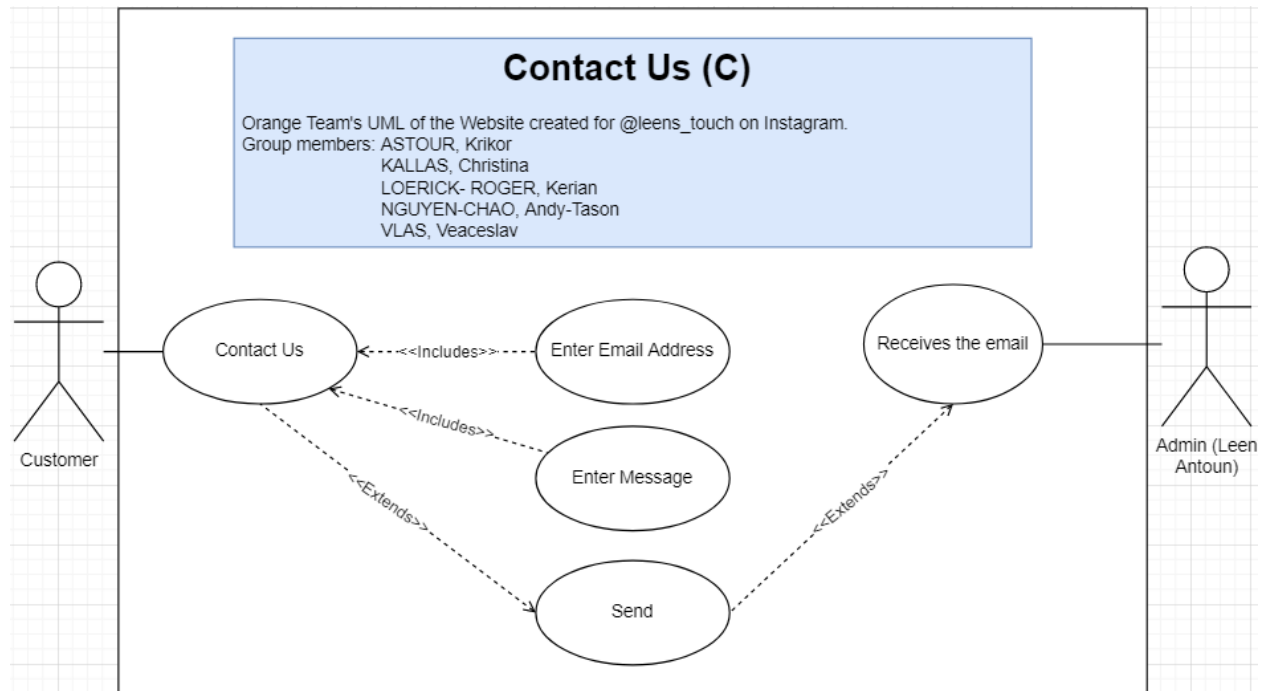 Contact Us (C)
Orange Team's UML of the Website created for @leens_touch on Instagram.
Group members: ASTOUR, Krikor
KALLAS, Christina
LOERICK- ROGER, Kerian
NGUYEN-CHAO, Andy-Tason
VLAS, Veaceslav
Contact Us
<<Includes>>
Enter Email Address
Receives the email
<<Includes>>
Customer
Enter Message
Admin (Leen
Antoun)
<<Extends>>
<<Extends>>
Send